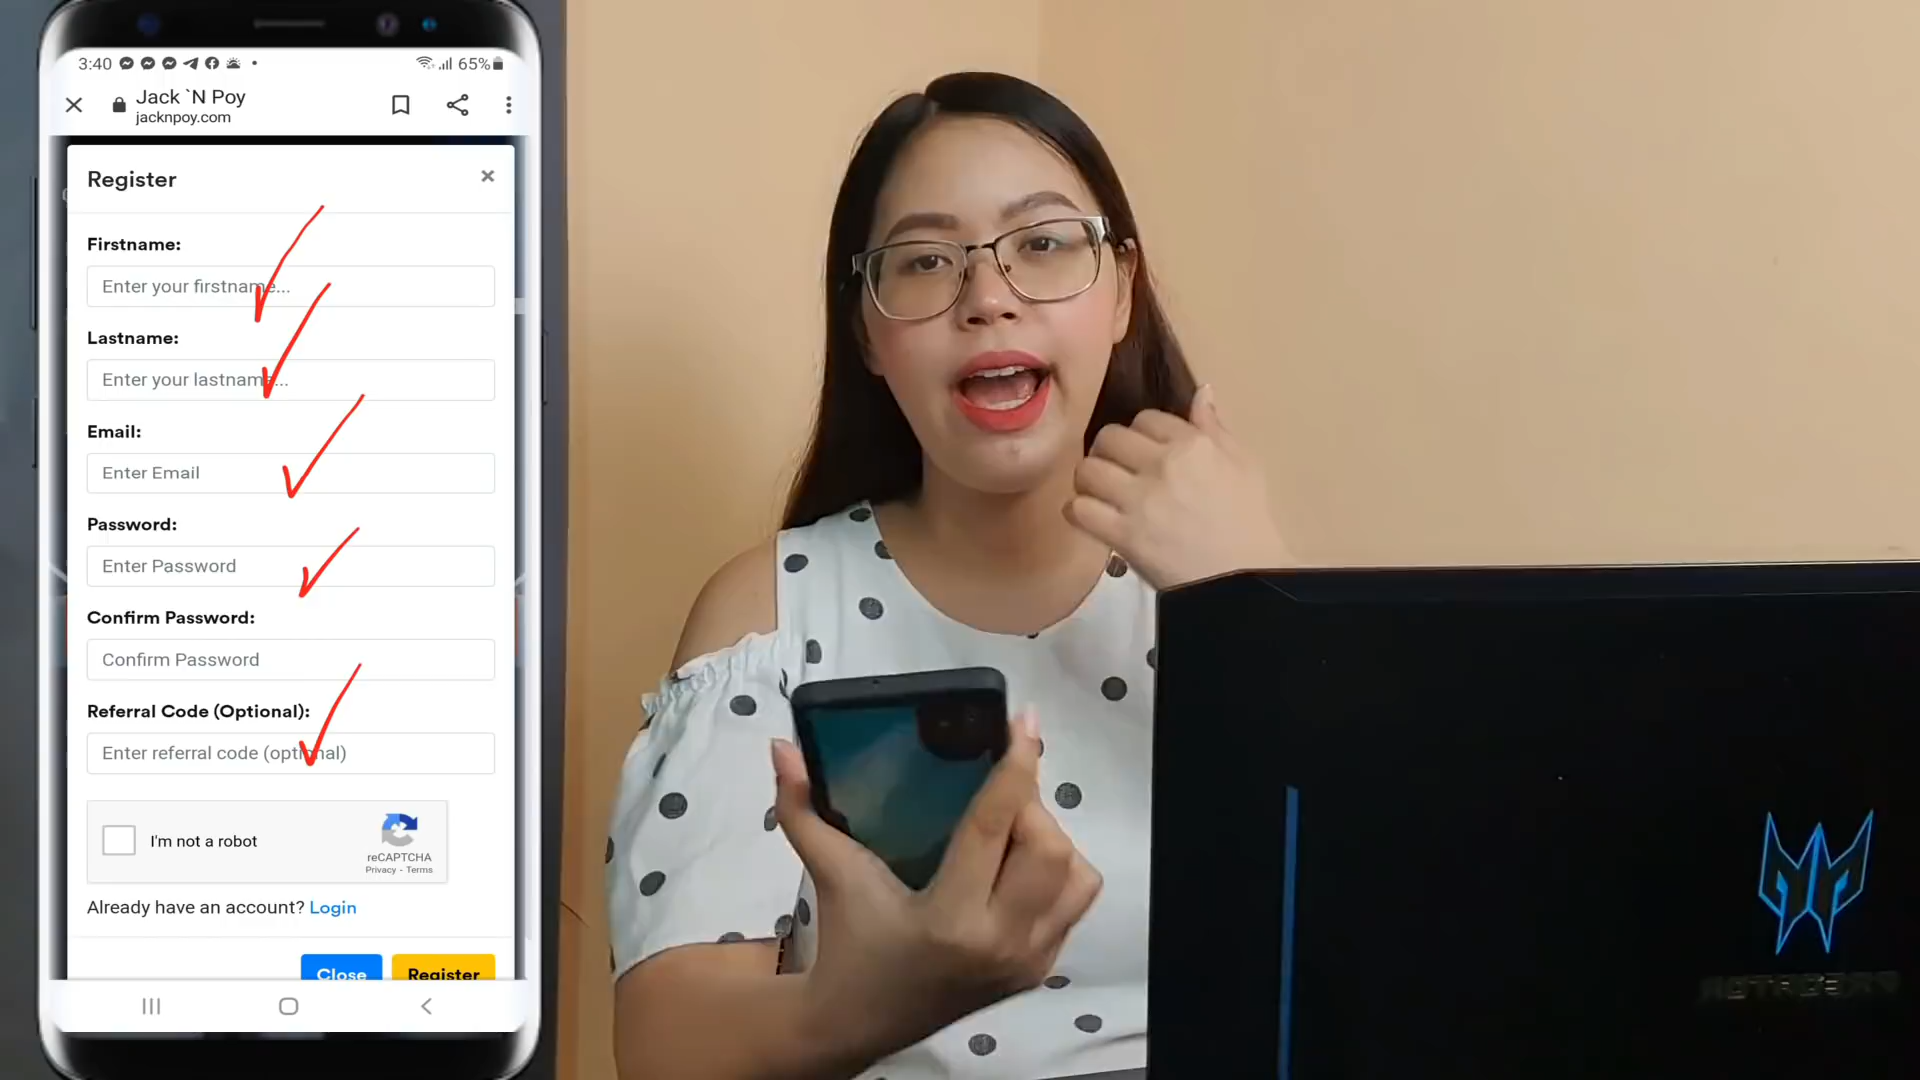 3:40
65%
Jack `N Poy
jacknpoy.com
Register
×
Firstname:
Enter your firstname...
Lastname:
Enter your lastname...
Email:
Enter Email
Password:
Enter Password
Confirm Password:
Confirm Password
Referral Code (Optional):
Enter referral code (optional)
I'm not a robot
reCAPTCHA
Privacy - Terms
Already have an account? Login
Close
Register
PREDATOR